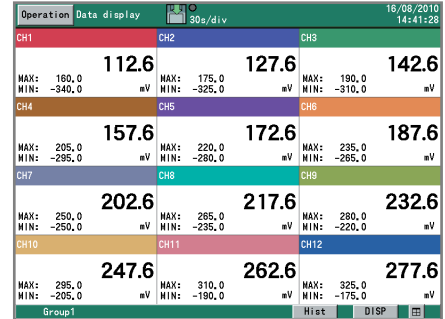 Operation Data display 30s/div 16/08/2010
14:41:28
CH1 CH2 CH3
112.6 127.6 142.6
MAX: 160.0 MAX: 175.0 MAX: 190.0
MIN: -340.0 mV MIN: -325.0 mV MIN: -310.0 mV
CH4 CH5 CH6
157.6 172.6 187.6
MAX: 205.0 MAX: 220.0 MAX: 235.0
MIN: -295.0 mV MIN: -280.0 mV MIN: -265.0 mV
CH7 CH8 CH9
202.6 217.6 232.6
MAX: 250.0 MAX: 265.0 MAX: 280.0
MIN: -250.0 mV MIN: -235.0 mV MIN: -220.0 mV
CH10 CH11 CH12
247.6 262.6 277.6
MAX: 295.0 MAX: 310.0 MAX: 325.0
MIN: -205.0 mV MIN: -190.0 mV MIN: -175.0 mV
Group1 Hist DISP